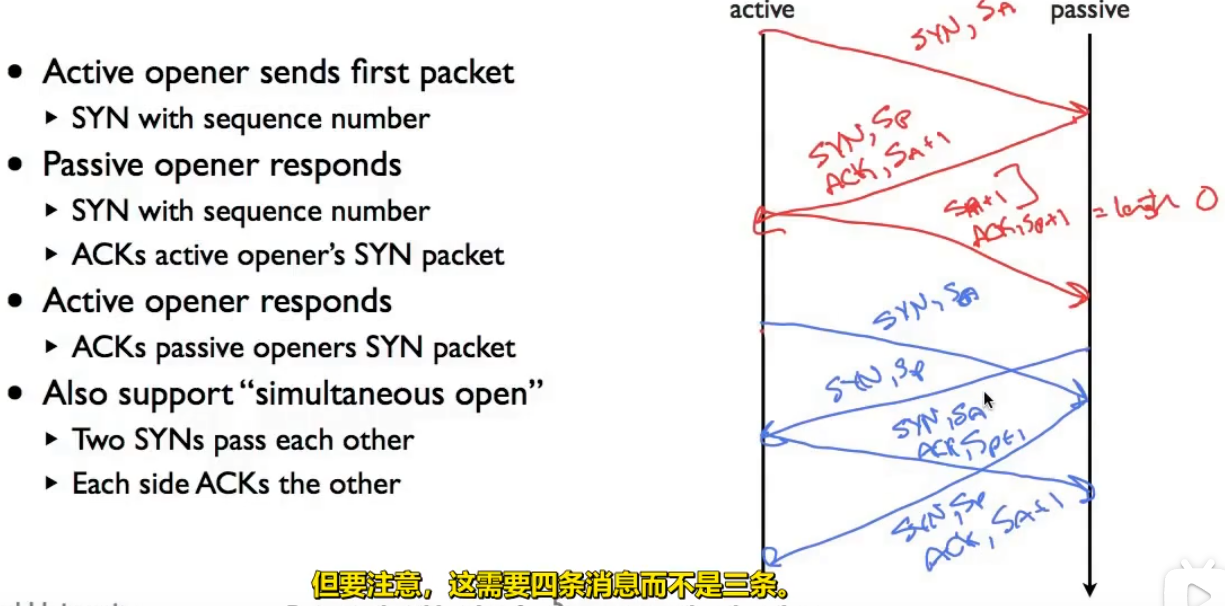 active
passive
• Active opener sends first packet
▸ SYN with sequence number
• Passive opener responds
▸ SYN with sequence number
▸ ACKs active opener's SYN packet
• Active opener responds
▸ ACKs passive openers SYN packet
• Also support “simultaneous open”
▸ Two SYNs pass each other
▸ Each side ACKs the other
SYN, SA
SYN, SP
ACK, SA+1
SA+1
ACK, SP+1
= length 0
SYN, SA
SYN, SP
SYN, SA
ACK, SP+1
SYN, SP
ACK, SA+1
但要注意，这需要四条消息而不是三条。